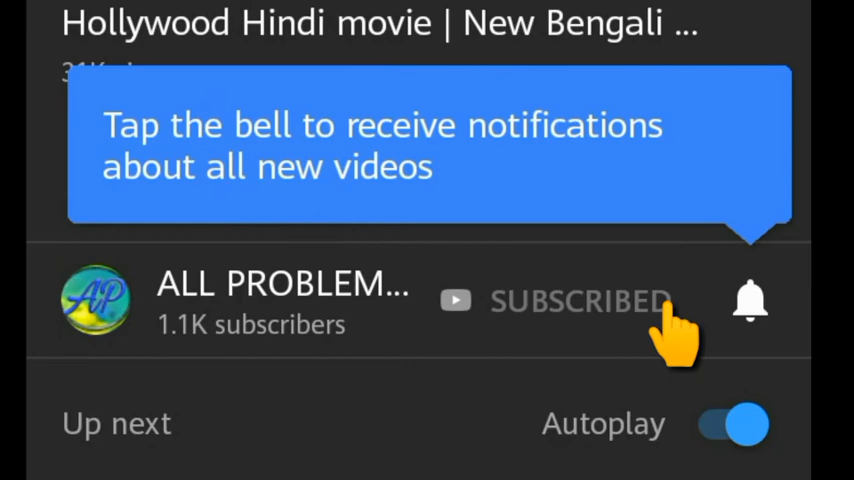 Hollywood Hindi movie | New Bengali ...
Tap the bell to receive notifications
about all new videos
AP
ALL PROBLEM...
SUBSCRIBED
1.1K subscribers
Up next
Autoplay